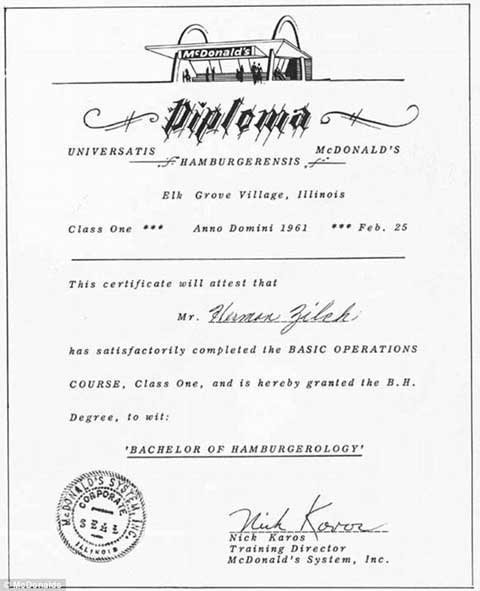 McDonald's
Diploma
UNIVERSATIS McDONALD'S
HAMBURGERENSIS
Elk Grove Village, Illinois
Class One *** Anno Domini 1961 *** Feb. 25
This certificate will attest that
Mr. Herman Zilch
has satisfactorily completed the BASIC OPERATIONS
COURSE, Class One, and is hereby granted the B.H.
Degree, to wit:
'BACHELOR OF HAMBURGEROLOGY'
McDONALD'S SYSTEM, INC.
CORPORATE
SEAL
ILLINOIS
Nick Karos
Nick Karos
Training Director
McDonald's System, Inc.
© McDonalds